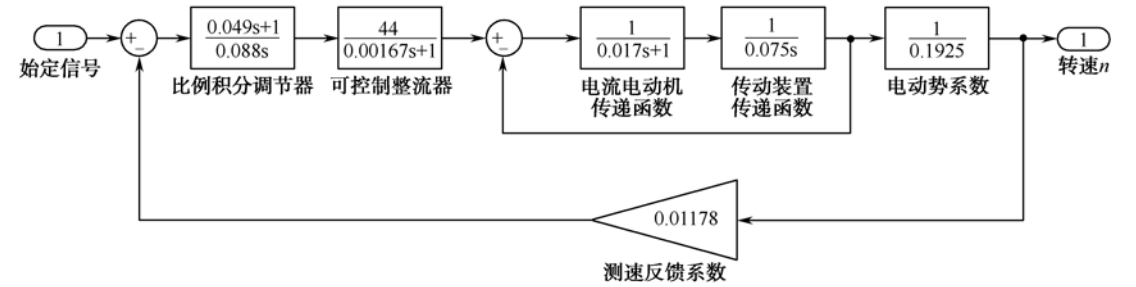 1
始定信号
+
−
0.049s+1
0.088s
比例积分调节器
44
0.00167s+1
可控制整流器
+
−
1
0.017s+1
电流电动机
传递函数
1
0.075s
传动装置
传递函数
1
0.1925
电动势系数
1
转速n
0.01178
测速反馈系数